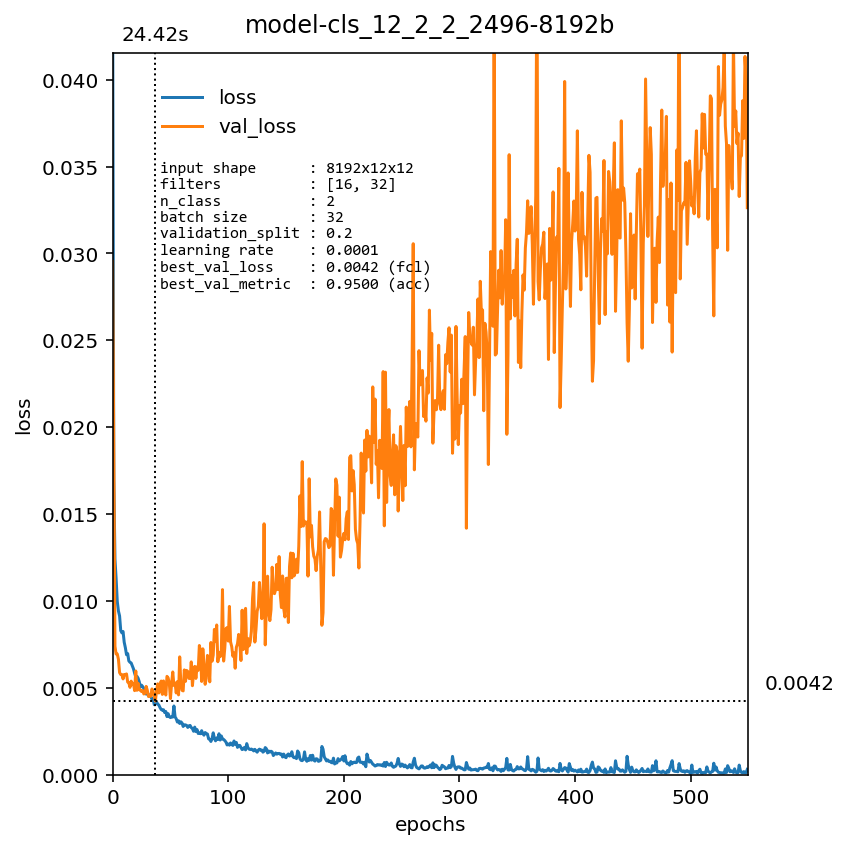 24.42s
model-cls_12_2_2_2496-8192b
loss
val_loss
input shape      : 8192x12x12
filters          : [16, 32]
n_class          : 2
batch size       : 32
validation_split : 0.2
learning rate    : 0.0001
best_val_loss    : 0.0042 (fcl)
best_val_metric  : 0.9500 (acc)
0.040
0.035
0.030
0.025
0.020
0.015
0.010
0.005
0.000
loss
0.0042
0 100 200 300 400 500
epochs